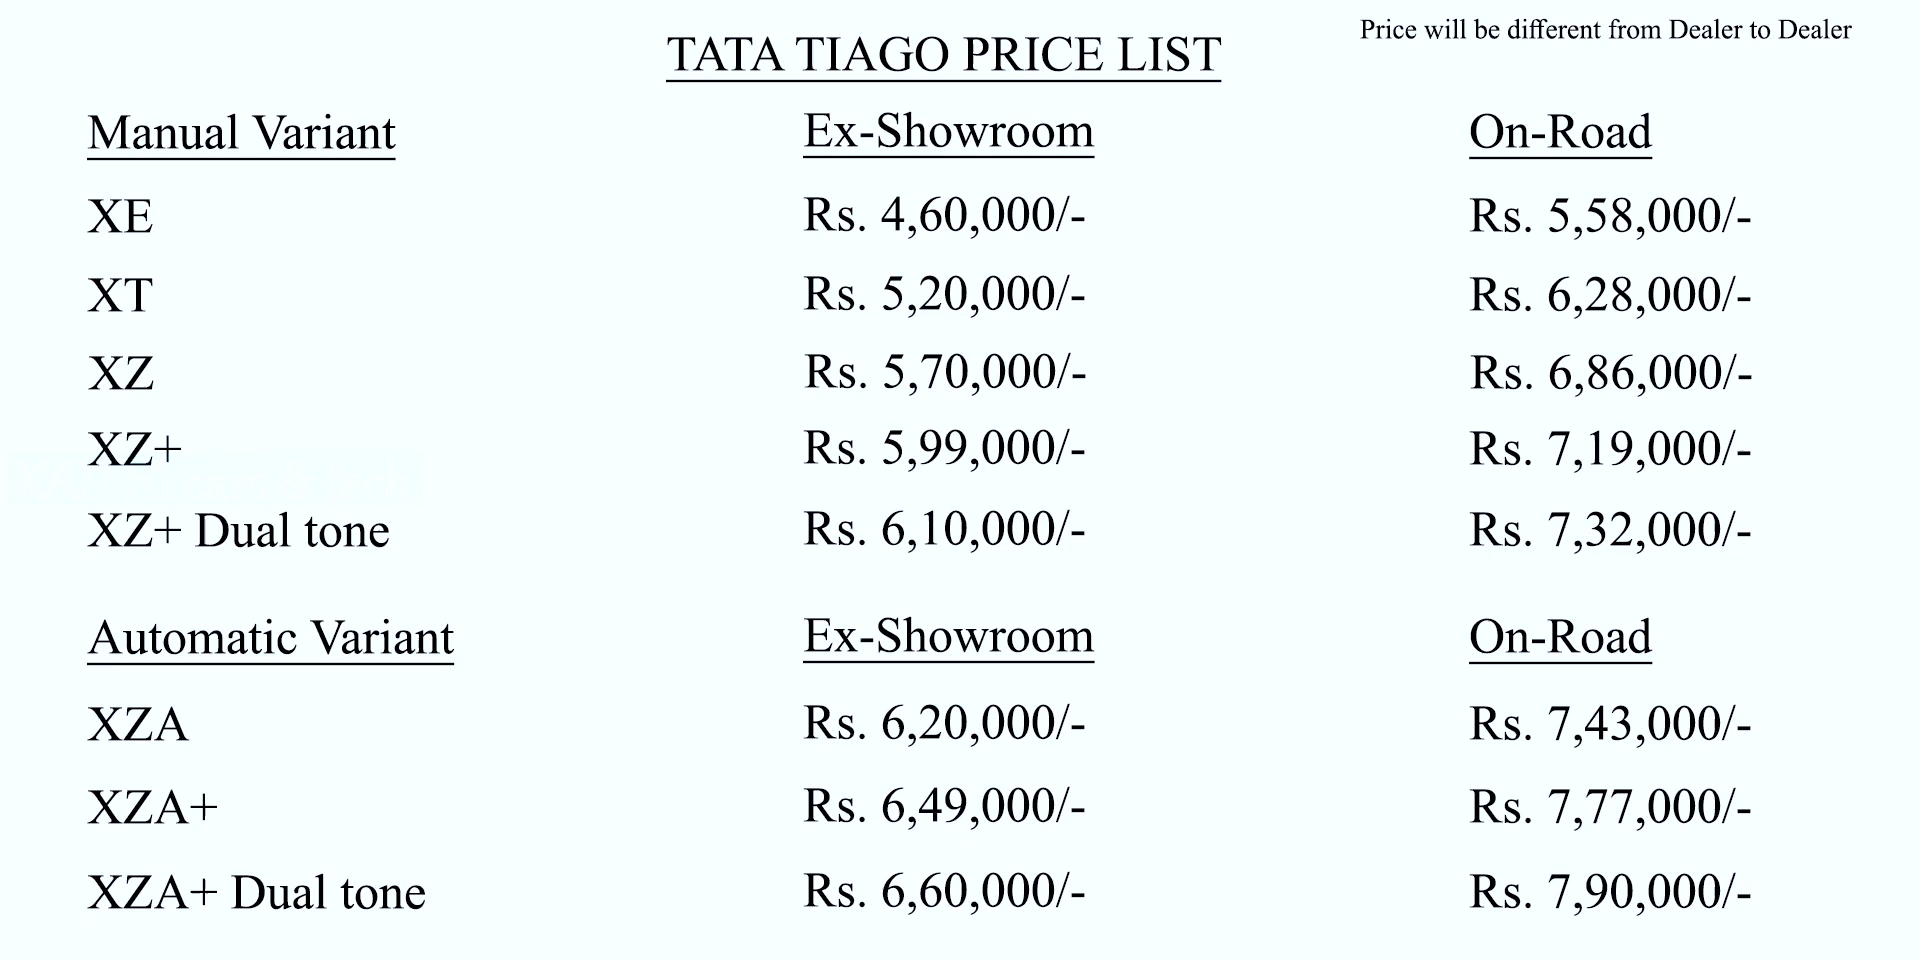 Price will be different from Dealer to Dealer
TATA TIAGO PRICE LIST
Manual Variant Ex-Showroom On-Road
XE Rs. 4,60,000/- Rs. 5,58,000/-
XT Rs. 5,20,000/- Rs. 6,28,000/-
XZ Rs. 5,70,000/- Rs. 6,86,000/-
XZ+ Rs. 5,99,000/- Rs. 7,19,000/-
XZ+ Dual tone Rs. 6,10,000/- Rs. 7,32,000/-
Automatic Variant Ex-Showroom On-Road
XZA Rs. 6,20,000/- Rs. 7,43,000/-
XZA+ Rs. 6,49,000/- Rs. 7,77,000/-
XZA+ Dual tone Rs. 6,60,000/- Rs. 7,90,000/-